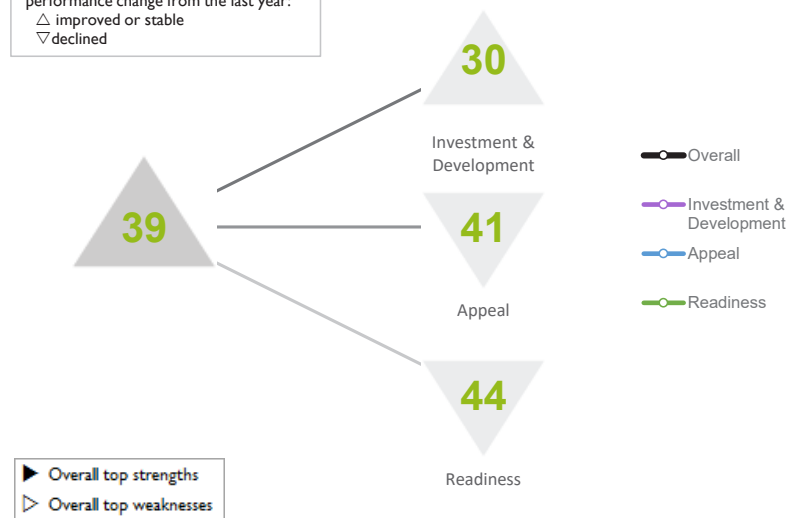 performance change from the last year:
△ improved or stable
▽ declined
30
Investment &
Development
39
41
Appeal
44
Readiness
Overall
Investment &
Development
Appeal
Readiness
▶ Overall top strengths
▷ Overall top weaknesses